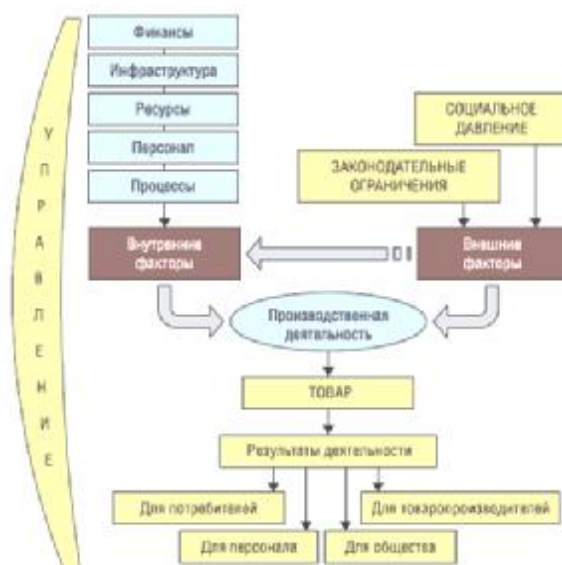 УПРАВЛЕНИЕ
Финансы
Инфраструктура
Ресурсы
Персонал
Процессы
СОЦИАЛЬНОЕ
ДАВЛЕНИЕ
ЗАКОНОДАТЕЛЬНЫЕ
ОГРАНИЧЕНИЯ
Внутренние
факторы
Внешние
факторы
Производственная
деятельность
ТОВАР
Результаты деятельности
Для потребителей
Для товаропроизводителей
Для персонала
Для общества